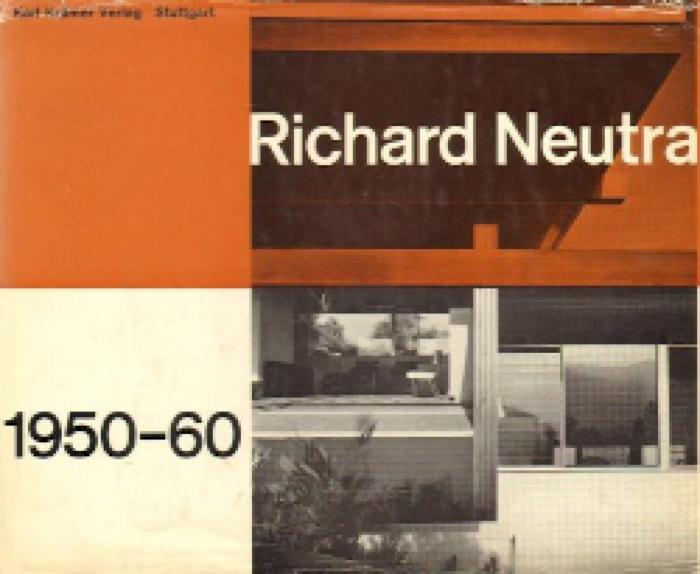 Karl Krämer Verlag Stuttgart
Richard Neutra
1950–60